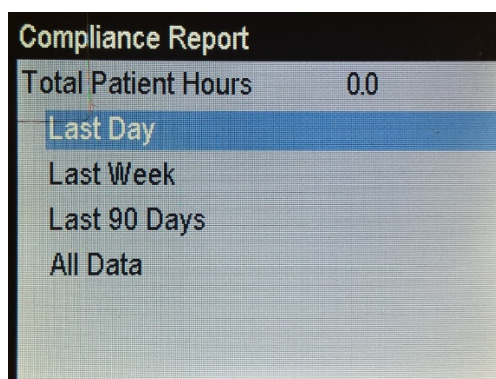 Compliance Report
Total Patient Hours 0.0
Last Day
Last Week
Last 90 Days
All Data